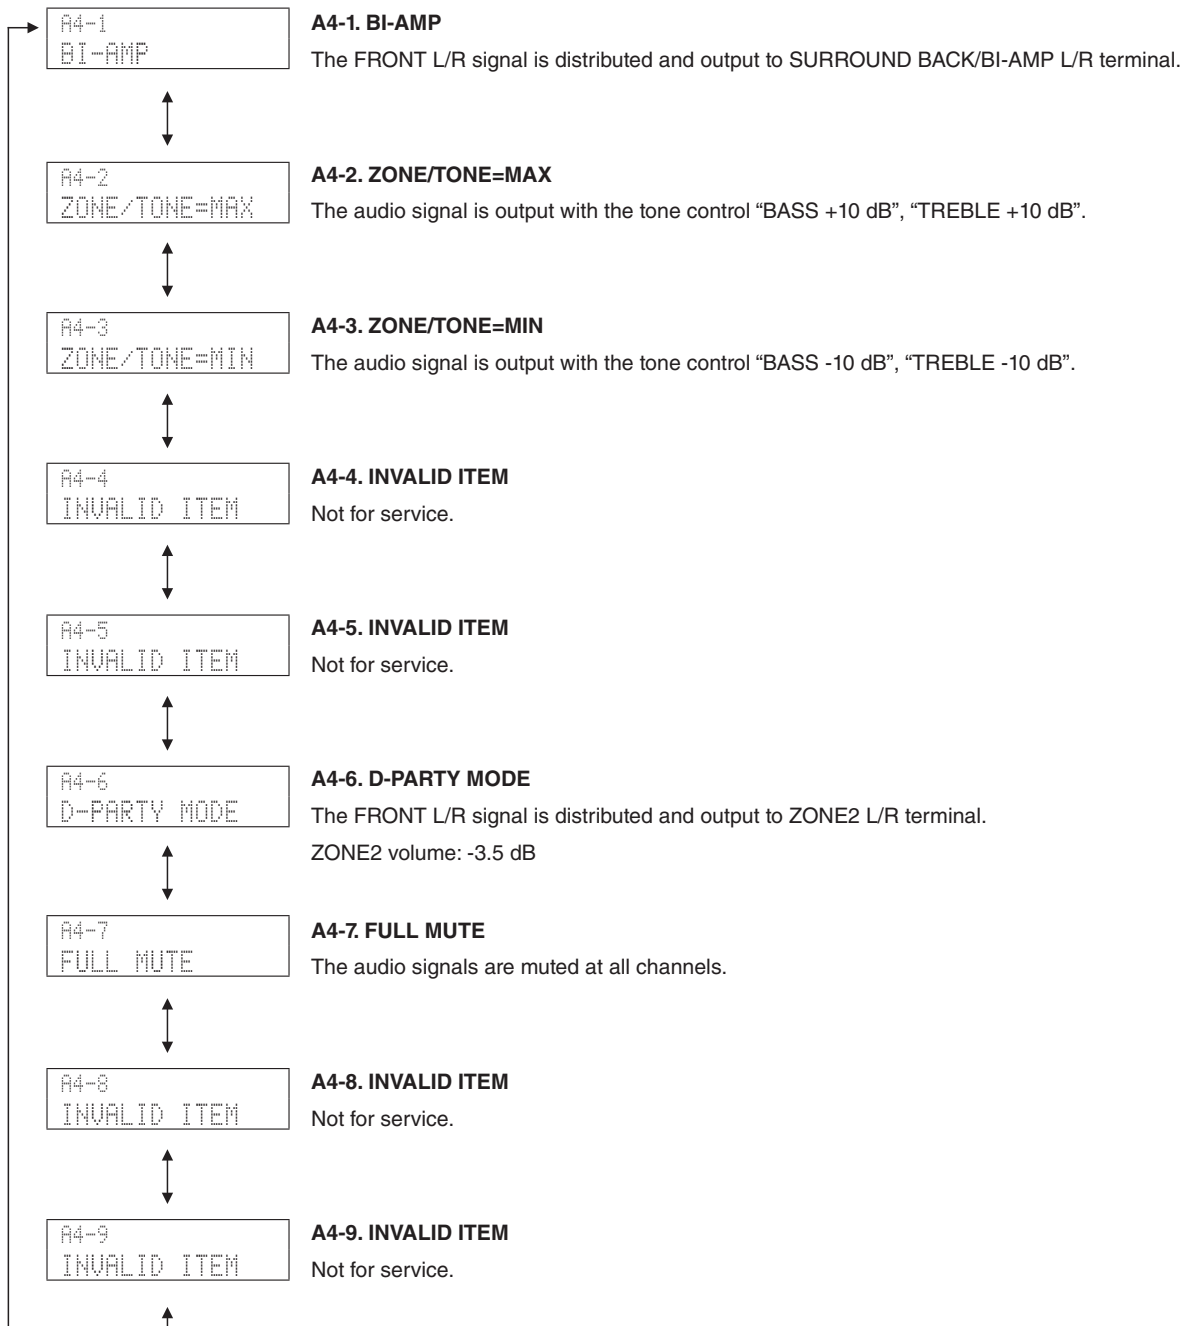 A4-1
BI-AMP
A4-1. BI-AMP
The FRONT L/R signal is distributed and output to SURROUND BACK/BI-AMP L/R terminal.
A4-2
ZONE/TONE=MAX
A4-2. ZONE/TONE=MAX
The audio signal is output with the tone control “BASS +10 dB”, “TREBLE +10 dB”.
A4-3
ZONE/TONE=MIN
A4-3. ZONE/TONE=MIN
The audio signal is output with the tone control “BASS -10 dB”, “TREBLE -10 dB”.
A4-4
INVALID ITEM
A4-4. INVALID ITEM
Not for service.
A4-5
INVALID ITEM
A4-5. INVALID ITEM
Not for service.
A4-6
D-PARTY MODE
A4-6. D-PARTY MODE
The FRONT L/R signal is distributed and output to ZONE2 L/R terminal.
ZONE2 volume: -3.5 dB
A4-7
FULL MUTE
A4-7. FULL MUTE
The audio signals are muted at all channels.
A4-8
INVALID ITEM
A4-8. INVALID ITEM
Not for service.
A4-9
INVALID ITEM
A4-9. INVALID ITEM
Not for service.